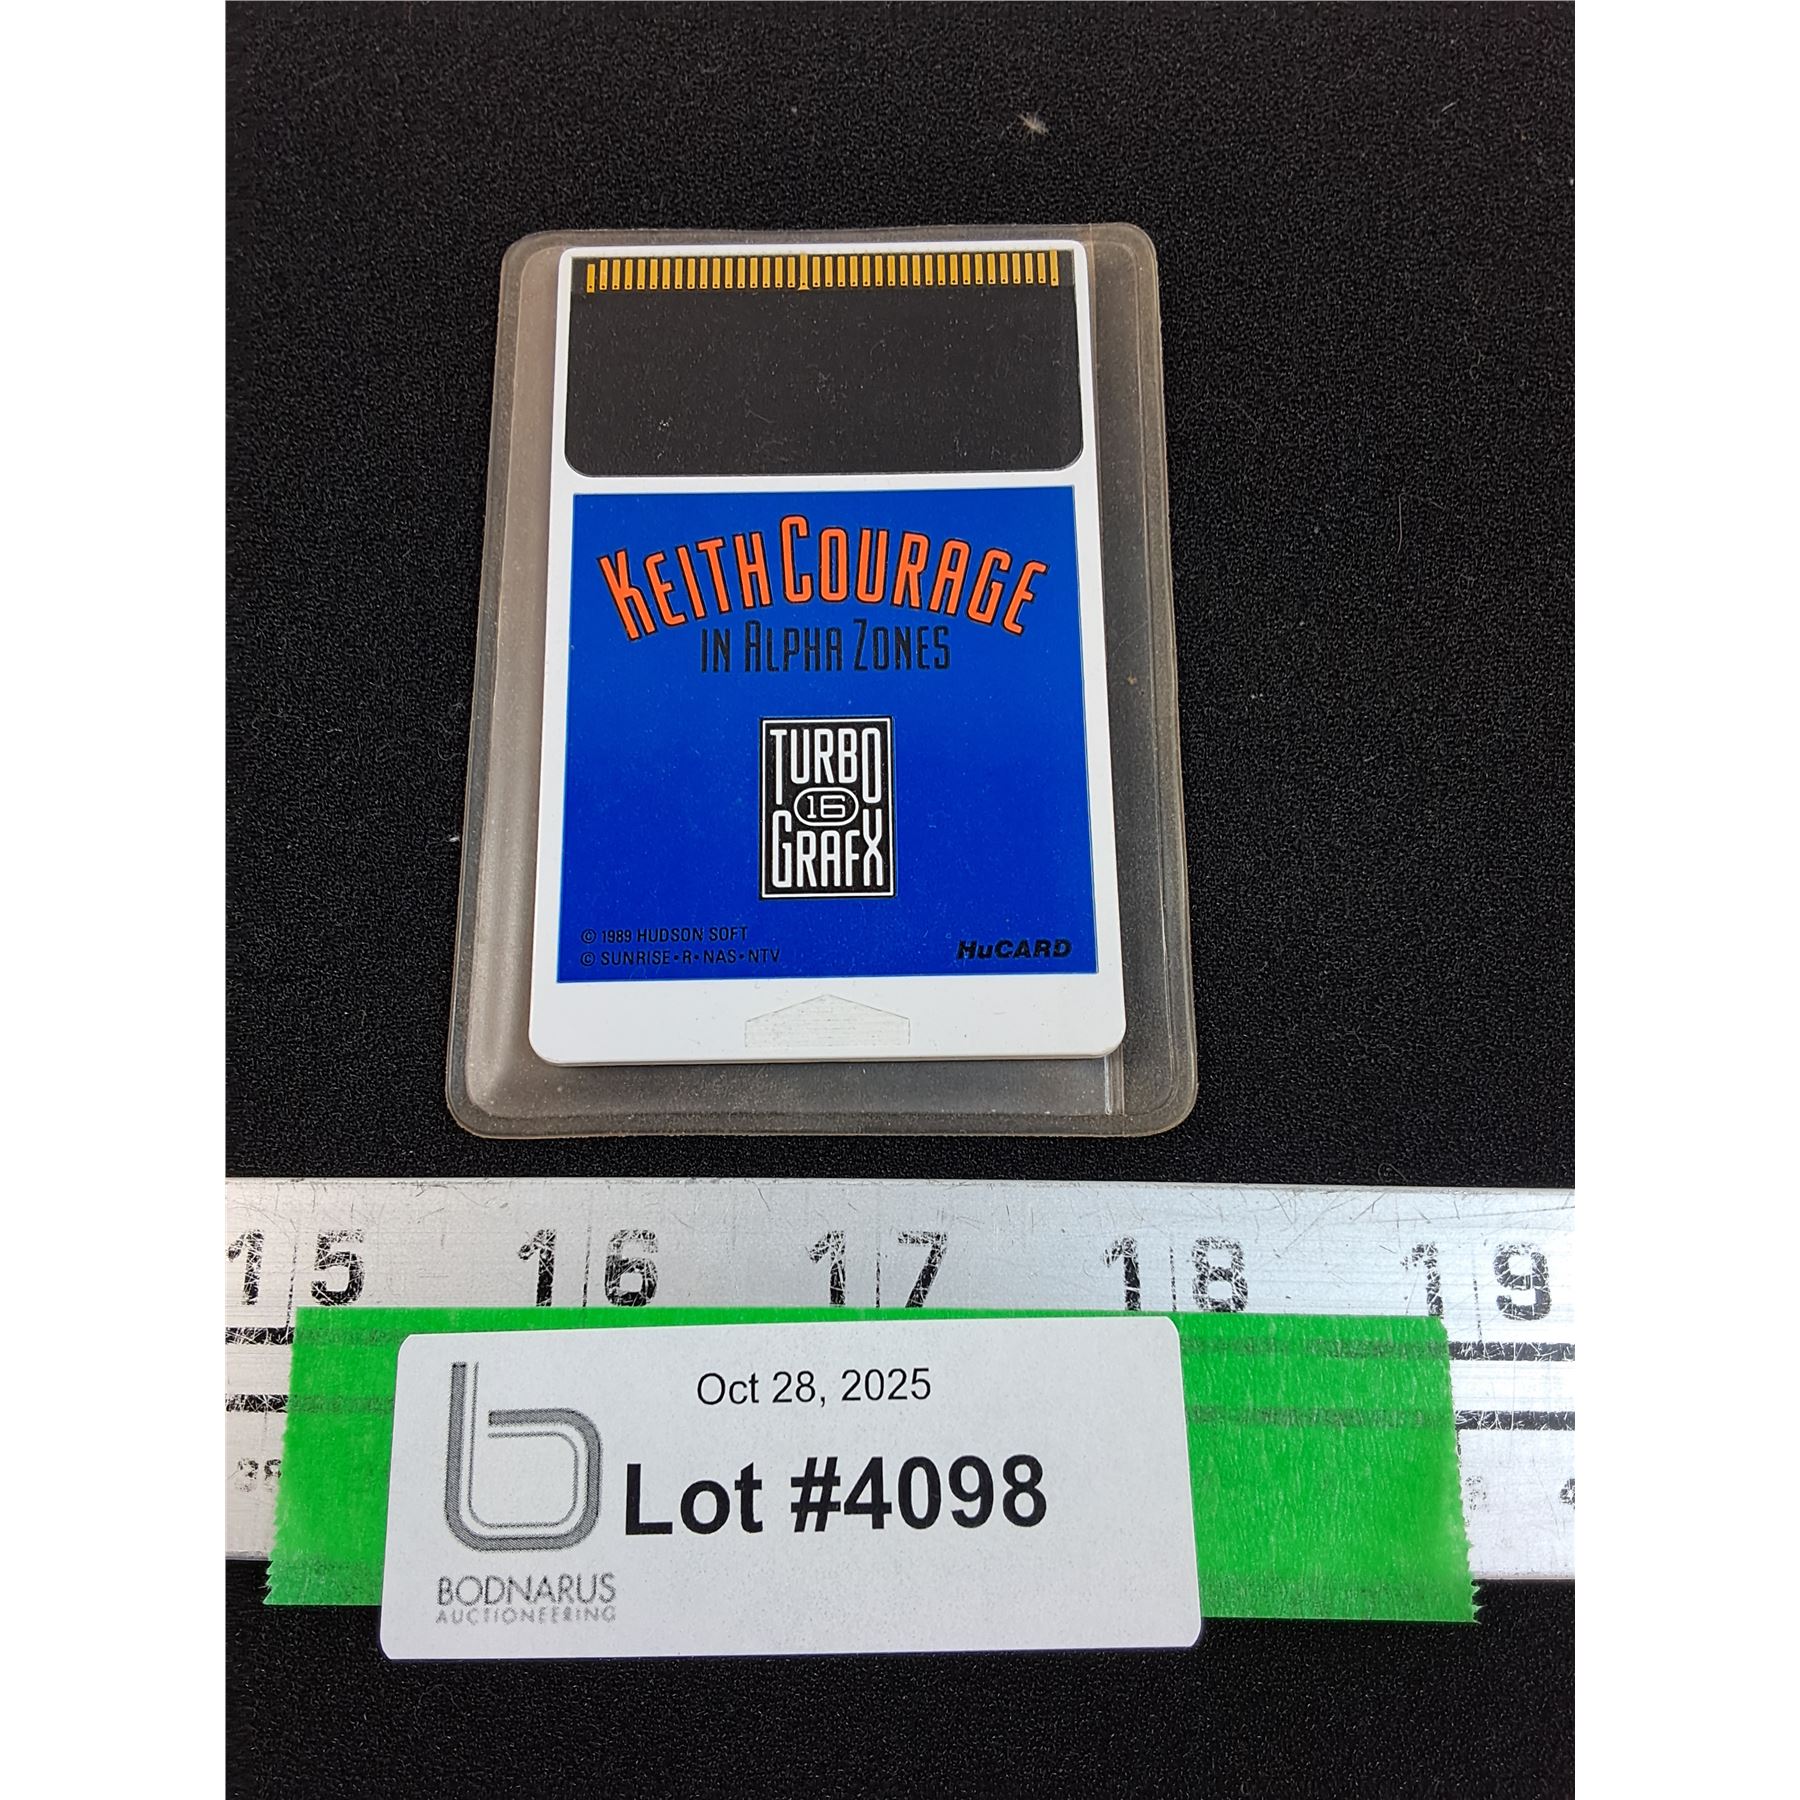 KEITH COURAGE
IN ALPHA ZONES
TURBO
16
GRAFX
© 1989 HUDSON SOFT
© SUNRISE•R•NAS•NTV
HuCARD
15 16 17 18 19
Oct 28, 2025
Lot #4098
BODNARUS
AUCTIONEERING